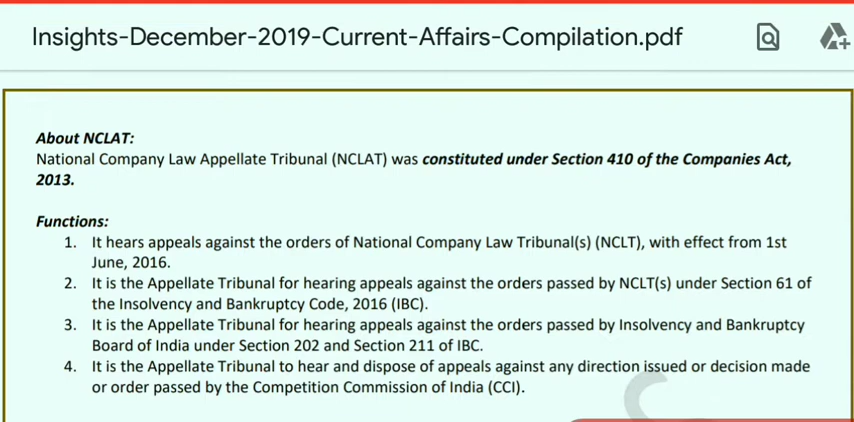 Insights-December-2019-Current-Affairs-Compilation.pdf
About NCLAT:
National Company Law Appellate Tribunal (NCLAT) was constituted under Section 410 of the Companies Act,
2013.
Functions:
1. It hears appeals against the orders of National Company Law Tribunal(s) (NCLT), with effect from 1st
June, 2016.
2. It is the Appellate Tribunal for hearing appeals against the orders passed by NCLT(s) under Section 61 of
the Insolvency and Bankruptcy Code, 2016 (IBC).
3. It is the Appellate Tribunal for hearing appeals against the orders passed by Insolvency and Bankruptcy
Board of India under Section 202 and Section 211 of IBC.
4. It is the Appellate Tribunal to hear and dispose of appeals against any direction issued or decision made
or order passed by the Competition Commission of India (CCI).